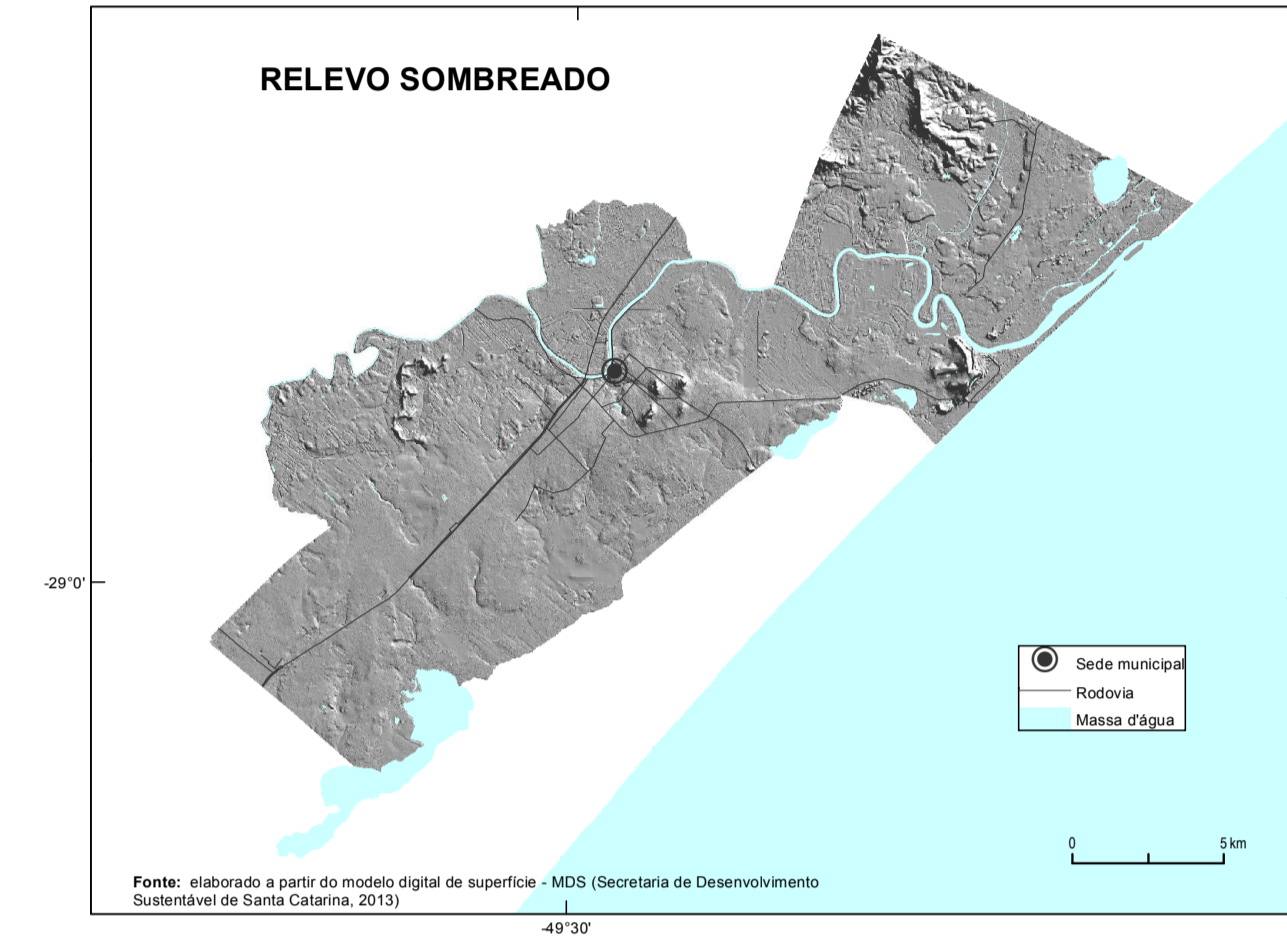 RELEVO SOMBREADO
-29°0'
Sede municipal
Rodovia
Massa d'água
0 5 km
Fonte: elaborado a partir do modelo digital de superfície - MDS (Secretaria de Desenvolvimento
Sustentável de Santa Catarina, 2013)
-49°30'